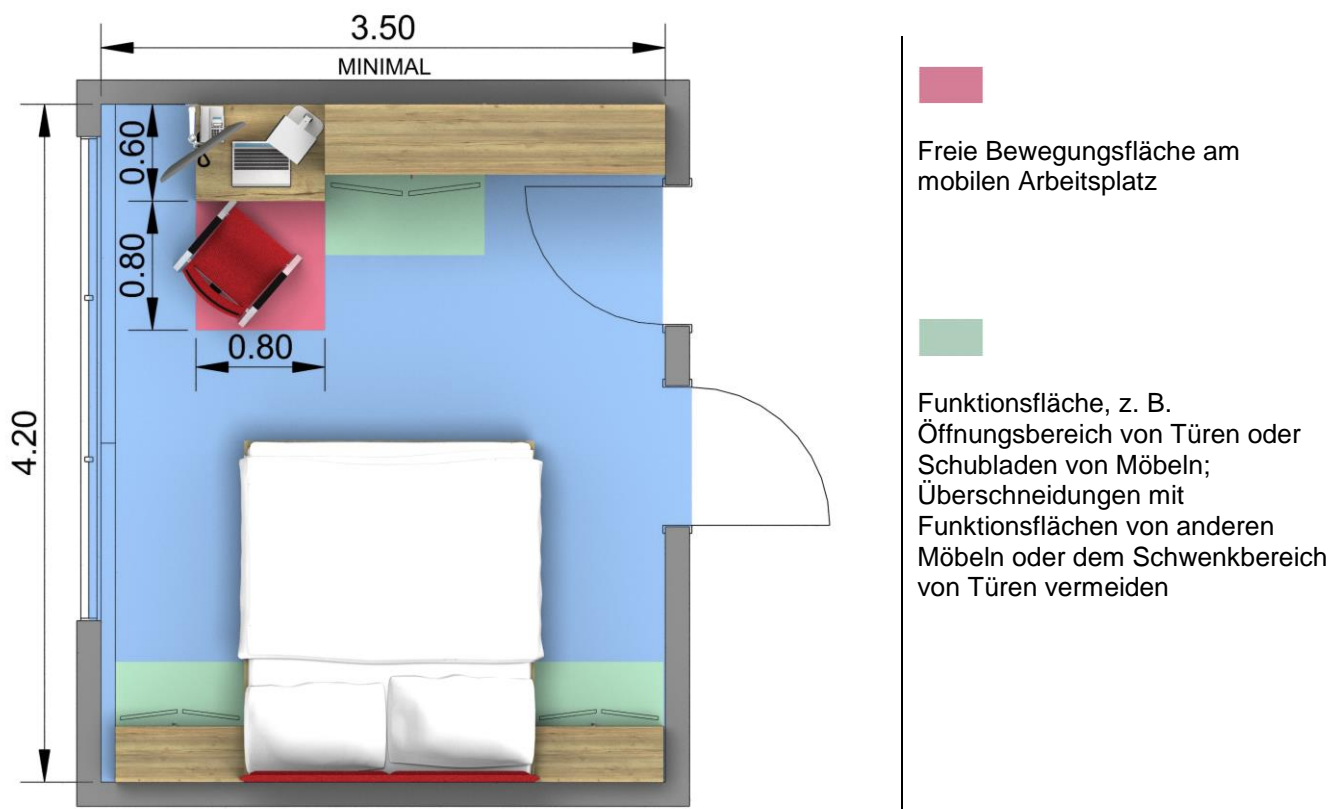 3.50
MINIMAL
0.60
0.80
0.80
4.20
Freie Bewegungsfläche am
mobilen Arbeitsplatz
Funktionsfläche, z. B.
Öffnungsbereich von Türen oder
Schubladen von Möbeln;
Überschneidungen mit
Funktionsflächen von anderen
Möbeln oder dem Schwenkbereich
von Türen vermeiden